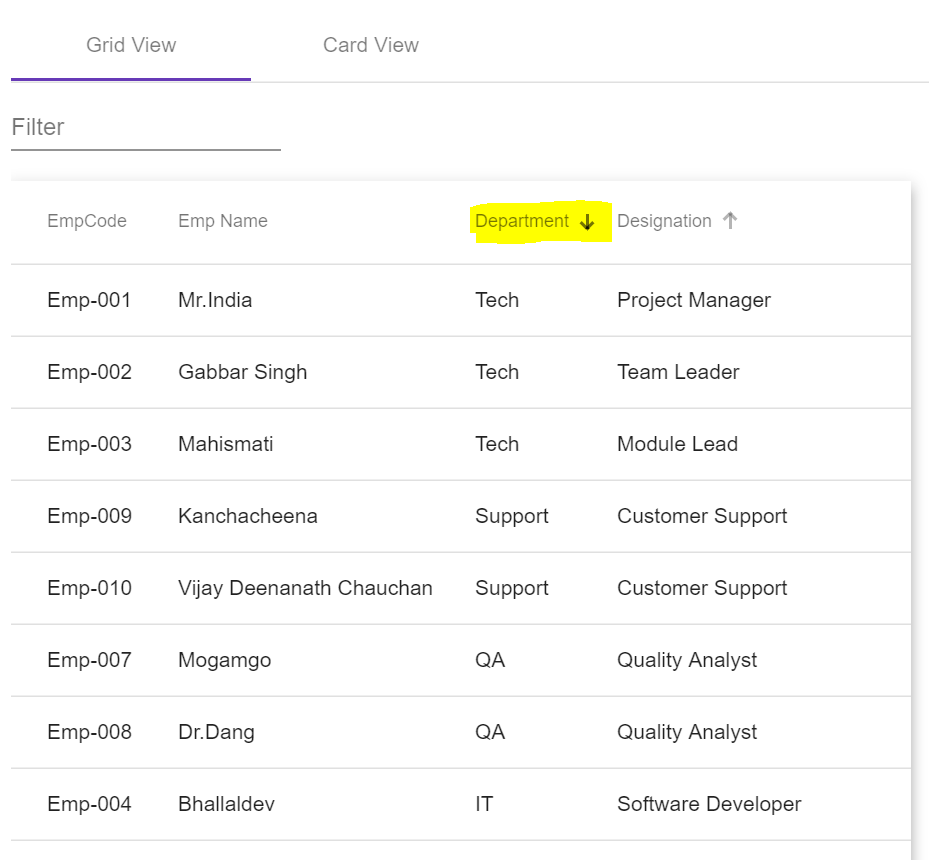 Grid View Card View
Filter
EmpCode Emp Name Department Designation
Emp-001 Mr.India Tech Project Manager
Emp-002 Gabbar Singh Tech Team Leader
Emp-003 Mahismati Tech Module Lead
Emp-009 Kanchacheena Support Customer Support
Emp-010 Vijay Deenanath Chauchan Support Customer Support
Emp-007 Mogamgo QA Quality Analyst
Emp-008 Dr.Dang QA Quality Analyst
Emp-004 Bhallaldev IT Software Developer